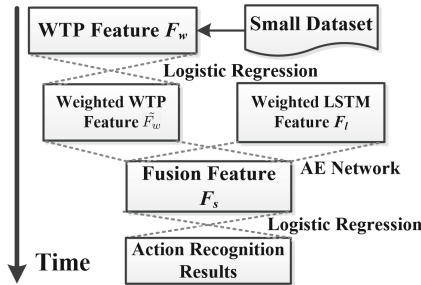 WTP Feature F_w
Small Dataset
Logistic Regression
Weighted WTP
Feature F̃_w
Weighted LSTM
Feature F_l
AE Network
Fusion Feature
F_s
Logistic Regression
Action Recognition
Results
Time